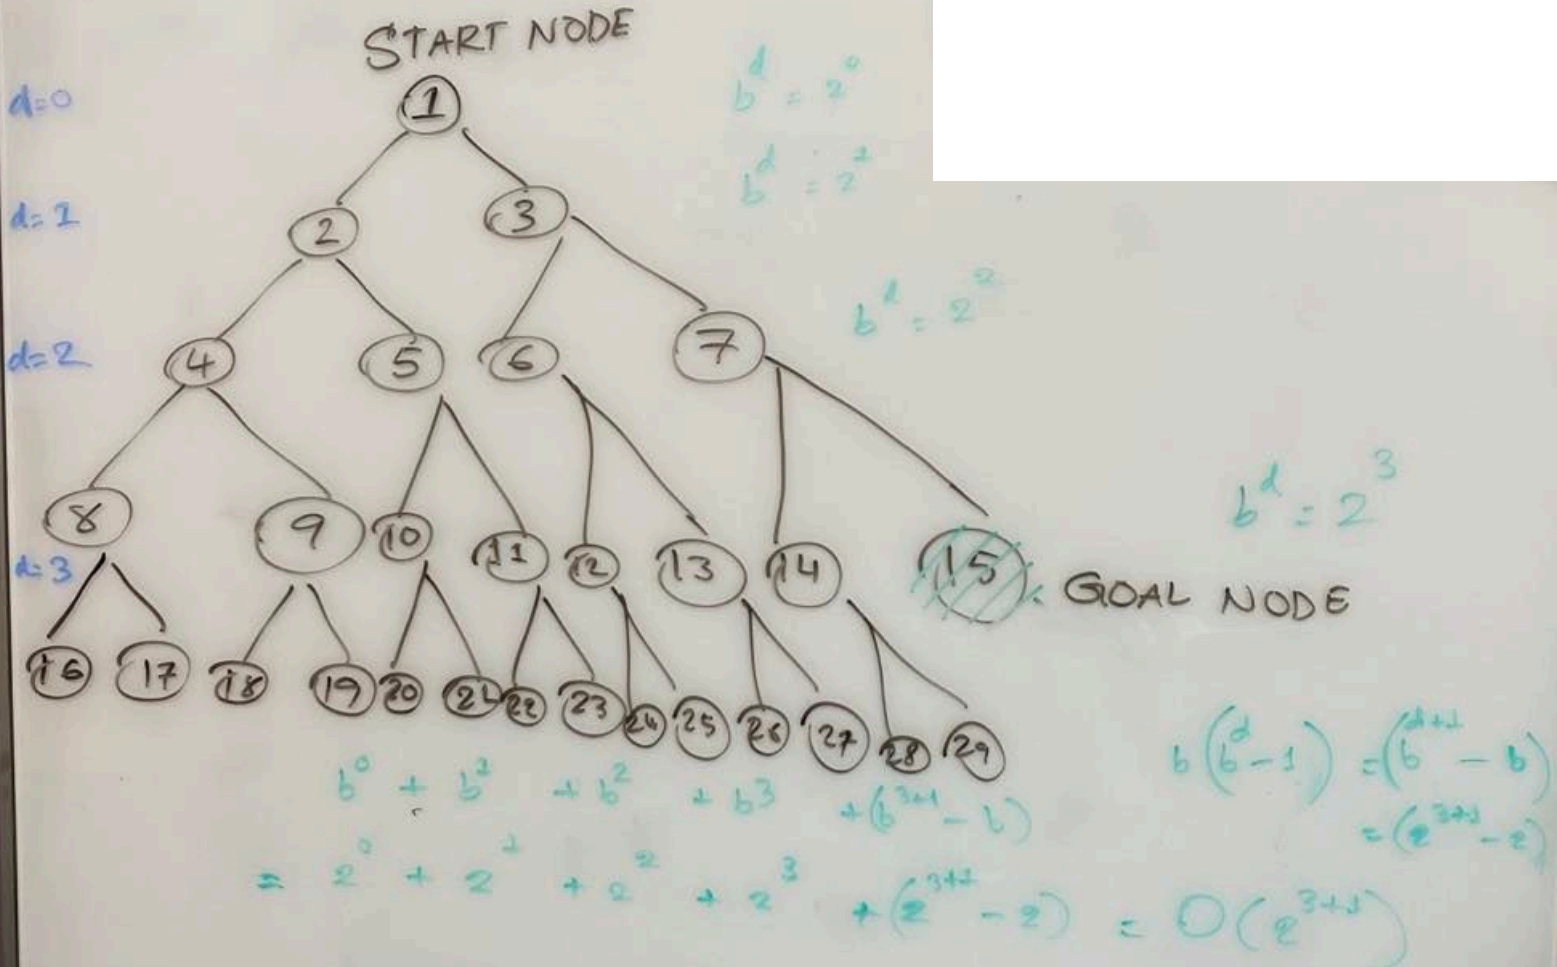 START NODE
d=0
1
b^d = 2^0
d=1
2 3
b^d = 2^1
d=2
4 5 6 7
b^d = 2^2
b^d = 2^3
d=3
8 9 10 11 12 13 14 15 . GOAL NODE
16 17 18 19 20 21 22 23 24 25 26 27 28 29
b(b^d - 1) = (b^{d+1} - b)
= (2^{3+1} - 2)
b^0 + b^1 + b^2 + b^3 + (b^{3+1} - b)
= 2^0 + 2^1 + 2^2 + 2^3 + (2^{3+1} - 2) = O(2^{3+1})